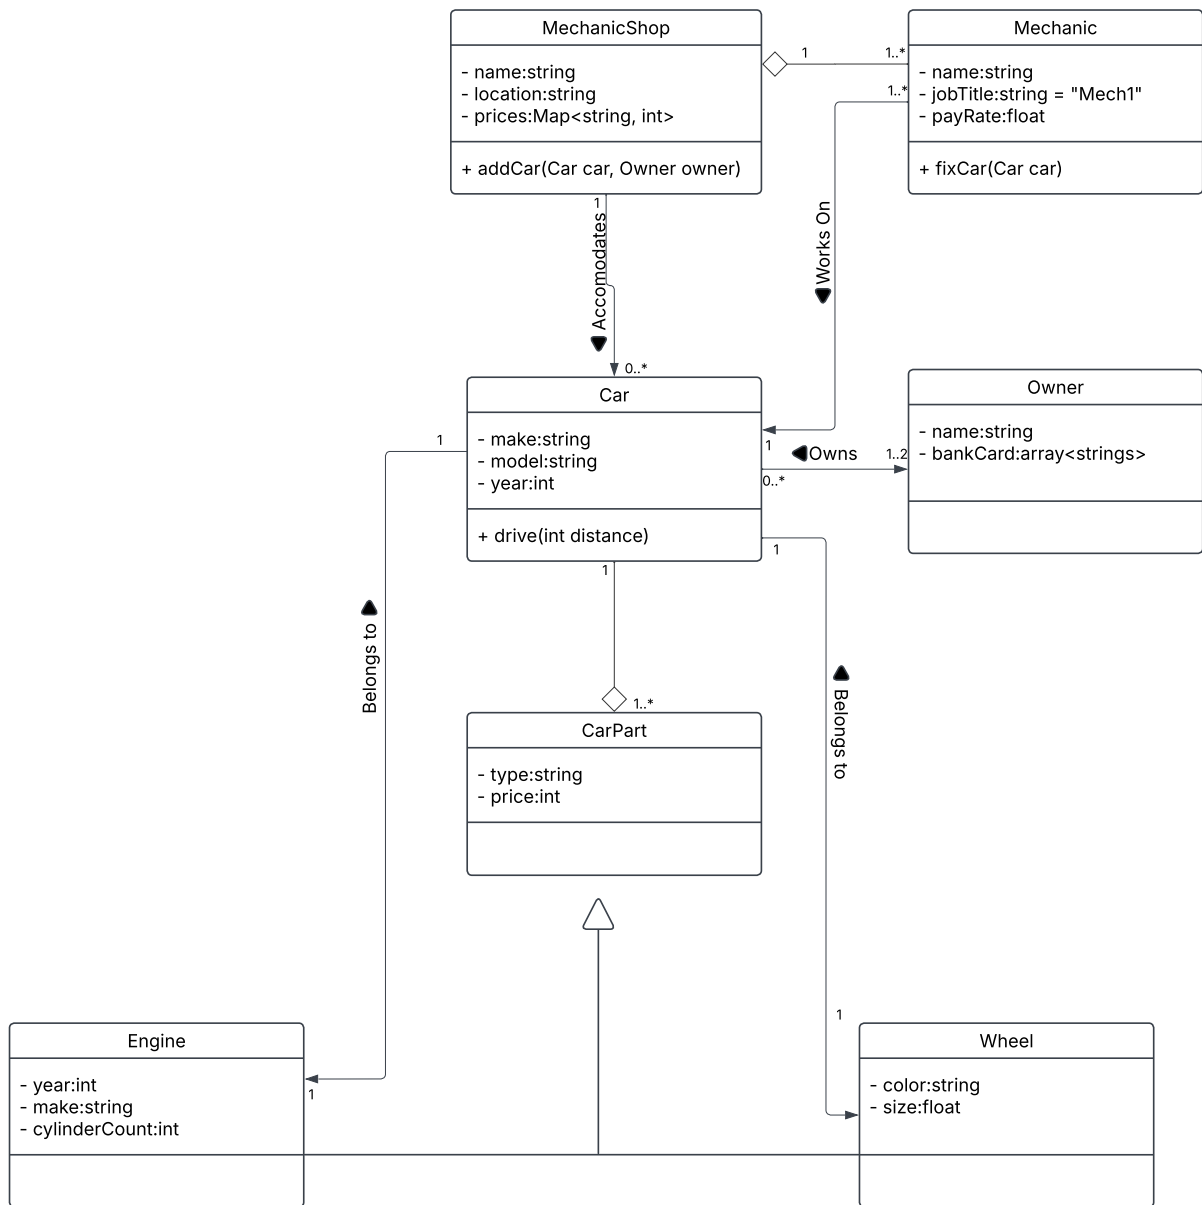 MechanicShop
- name:string
- location:string
- prices:Map<string, int>
+ addCar(Car car, Owner owner)
1
1..*
Mechanic
- name:string
- jobTitle:string = "Mech1"
- payRate:float
+ fixCar(Car car)
1..*
1
Accomodates
0..*
Works On
1
Car
- make:string
- model:string
- year:int
+ drive(int distance)
Owns
0..*
1..2
Owner
- name:string
- bankCard:array<strings>
1
Belongs to
1
1
1..*
CarPart
- type:string
- price:int
1
Belongs to
1
Engine
- year:int
- make:string
- cylinderCount:int
Wheel
- color:string
- size:float